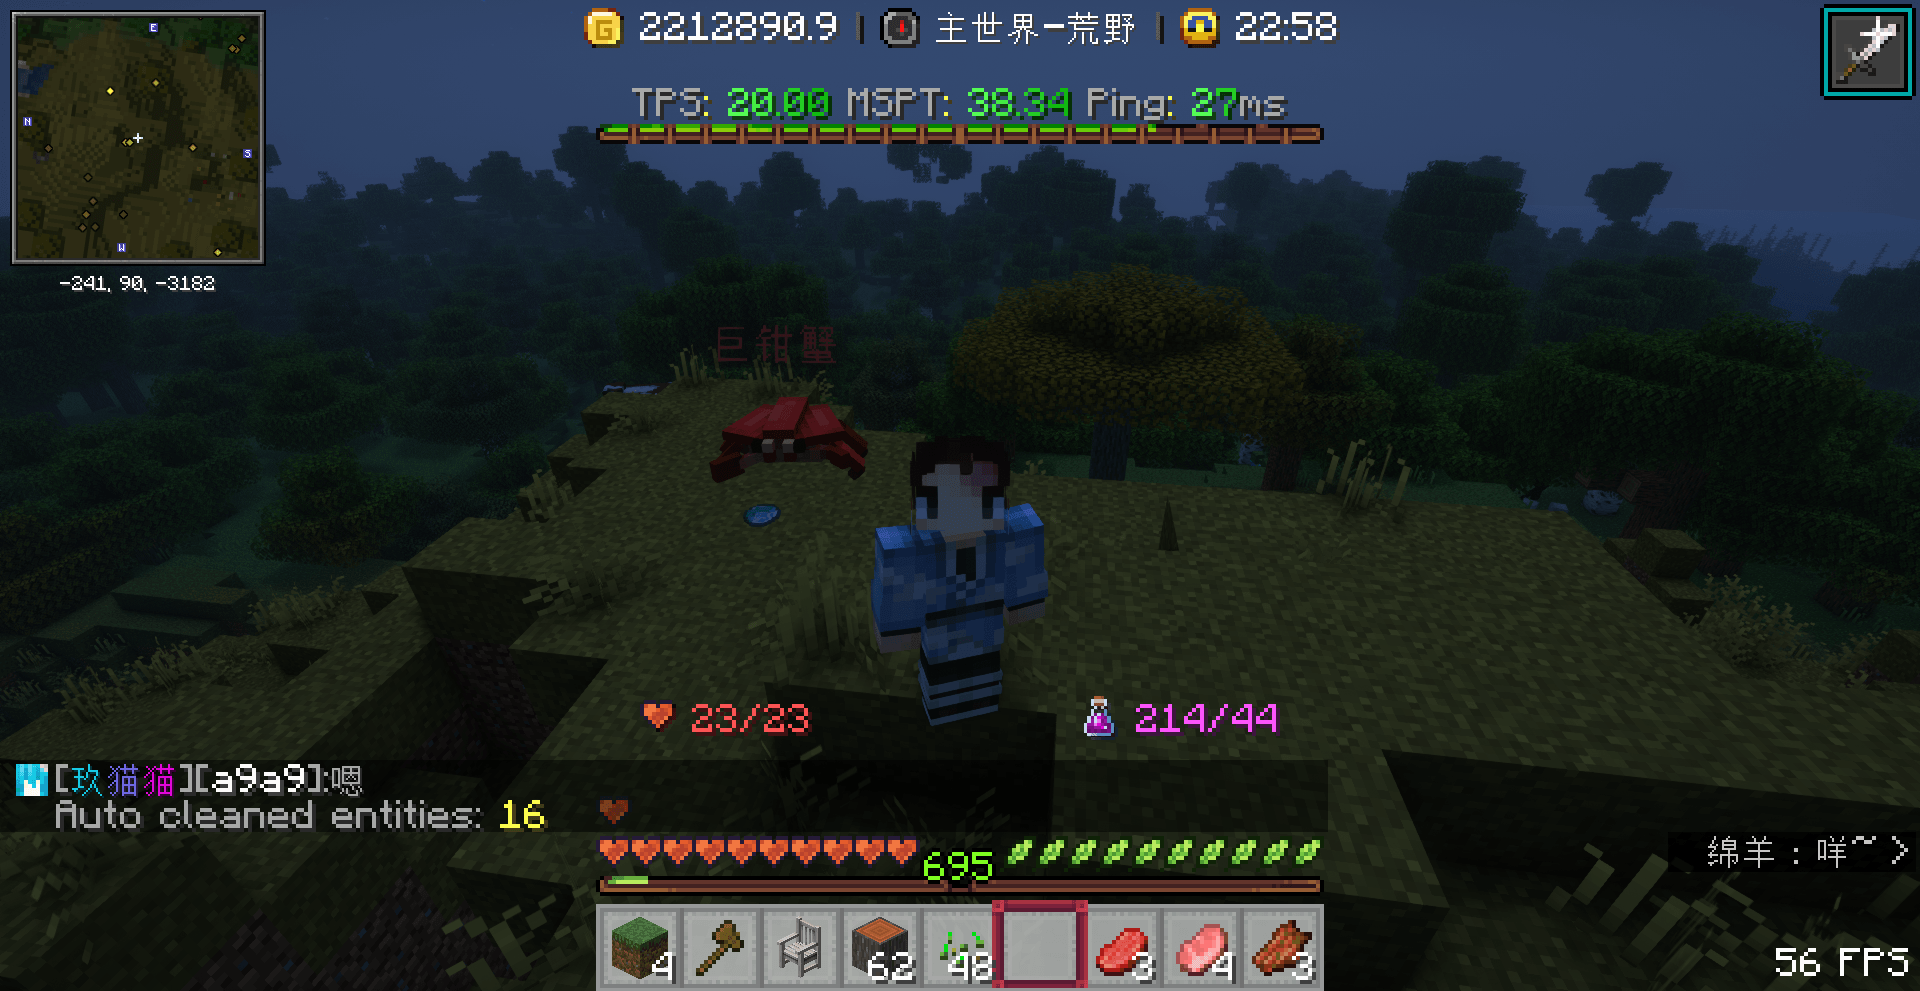 2212890.9 | 主世界-荒野 | 22:58
TPS: 20.00 MSPT: 38.34 Ping: 27ms
E
N
S
W
-241, 90, -3182
巨钳蟹
23/23
214/44
[玖猫猫][a9a9]:嗯
Auto cleaned entities: 16
绵羊:咩~ >
695
4
62
48
3
4
3
56 FPS